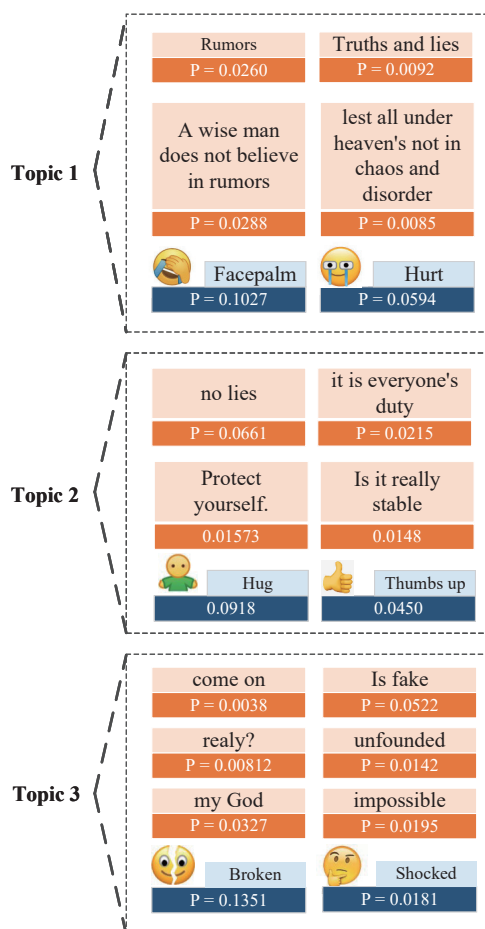 Topic 1
Rumors
P = 0.0260
Truths and lies
P = 0.0092
A wise man
does not believe
in rumors
P = 0.0288
lest all under
heaven's not in
chaos and
disorder
P = 0.0085
Facepalm
P = 0.1027
Hurt
P = 0.0594
Topic 2
no lies
P = 0.0661
it is everyone's
duty
P = 0.0215
Protect
yourself.
0.01573
Is it really
stable
0.0148
Hug
0.0918
Thumbs up
0.0450
Topic 3
come on
P = 0.0038
Is fake
P = 0.0522
realy?
P = 0.00812
unfounded
P = 0.0142
my God
P = 0.0327
impossible
P = 0.0195
Broken
P = 0.1351
Shocked
P = 0.0181